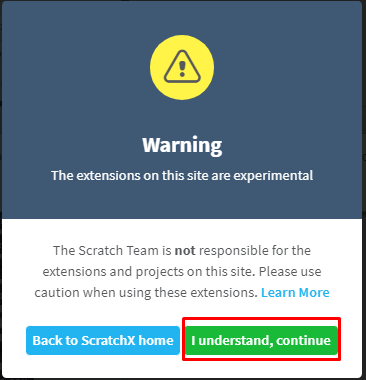 Warning
The extensions on this site are experimental
The Scratch Team is not responsible for the
extensions and projects on this site. Please use
caution when using these extensions. Learn More
Back to ScratchX home
I understand, continue